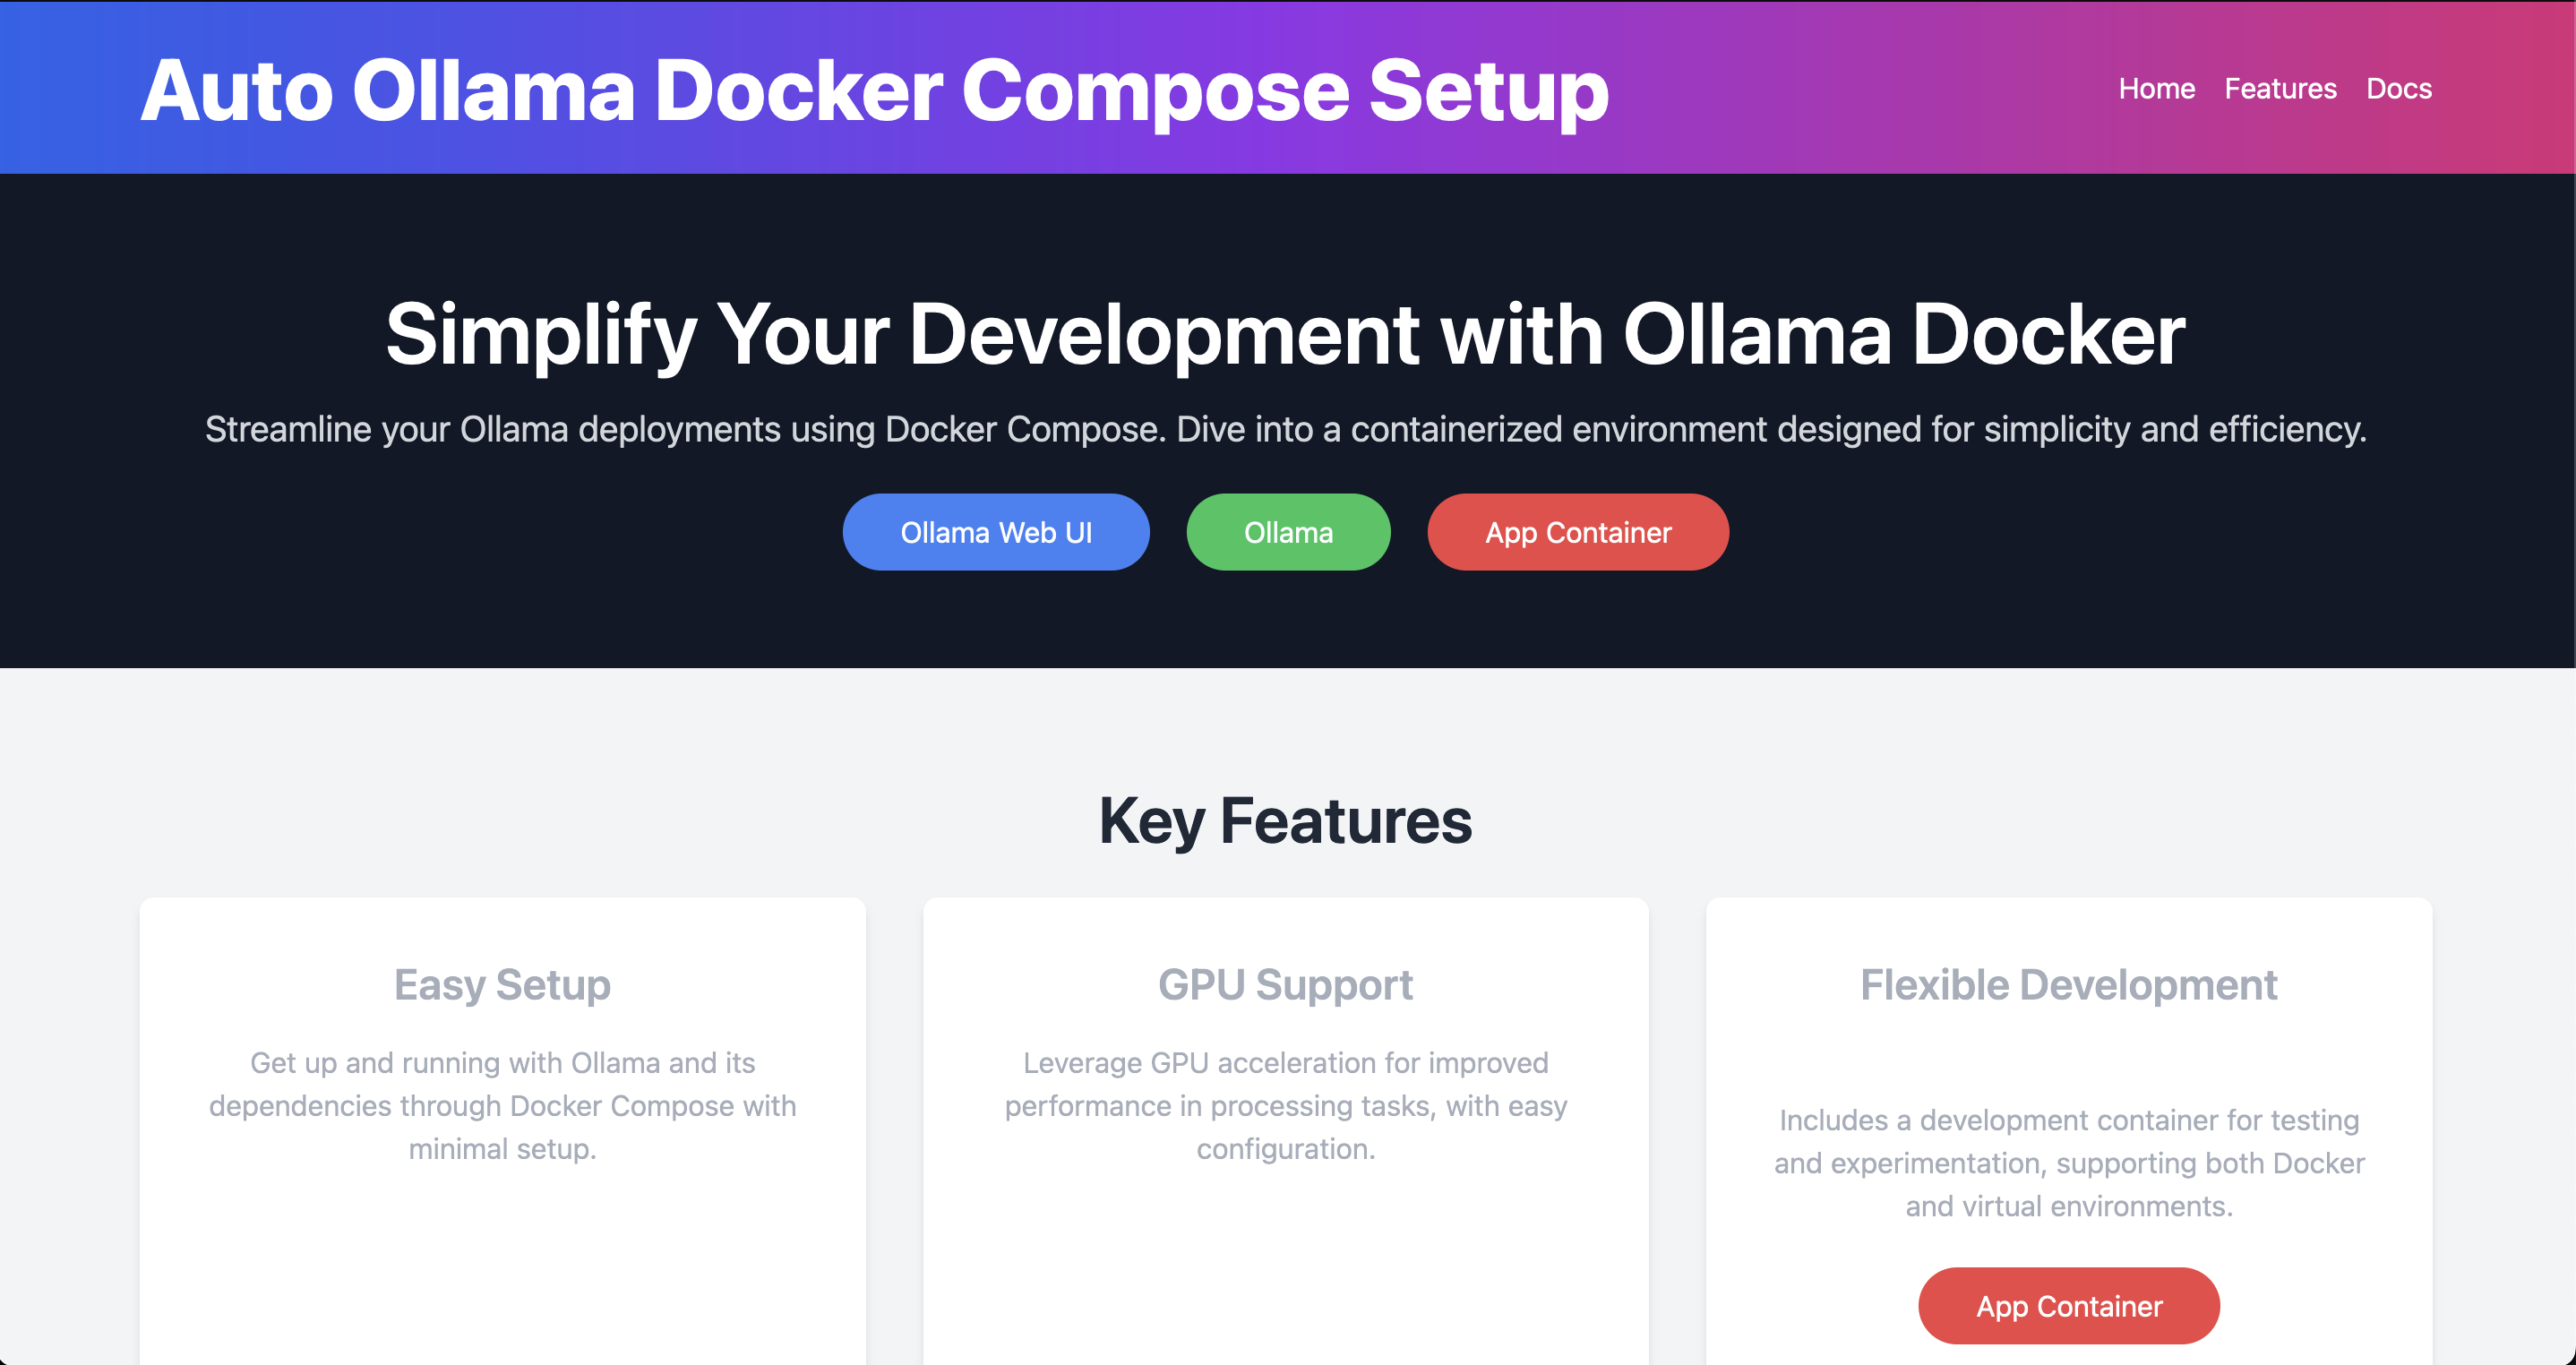 Auto Ollama Docker Compose Setup
Home Features Docs
Simplify Your Development with Ollama Docker
Streamline your Ollama deployments using Docker Compose. Dive into a containerized environment designed for simplicity and efficiency.
Ollama Web UI
Ollama
App Container
Key Features
Easy Setup
Get up and running with Ollama and its
dependencies through Docker Compose with
minimal setup.
GPU Support
Leverage GPU acceleration for improved
performance in processing tasks, with easy
configuration.
Flexible Development
Includes a development container for testing
and experimentation, supporting both Docker
and virtual environments.
App Container